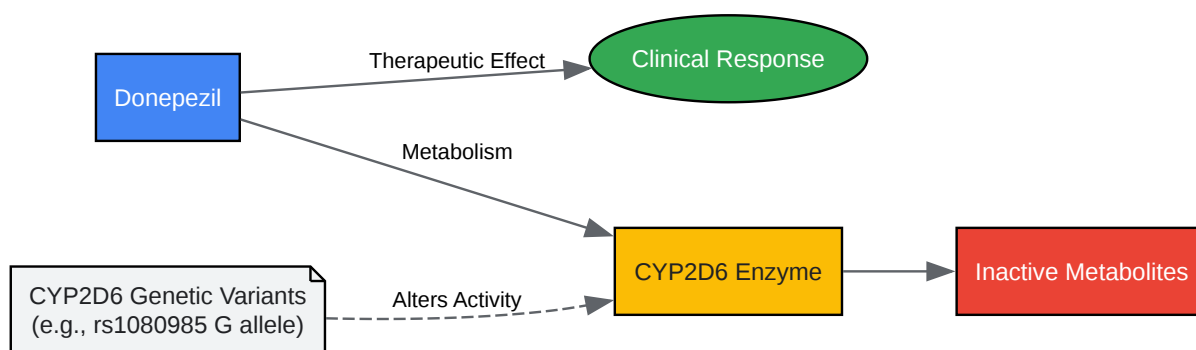 Therapeutic Effect
Clinical Response
Donepezil
Metabolism
CYP2D6 Enzyme
Inactive Metabolites
CYP2D6 Genetic Variants
(e.g., rs1080985 G allele)
Alters Activity